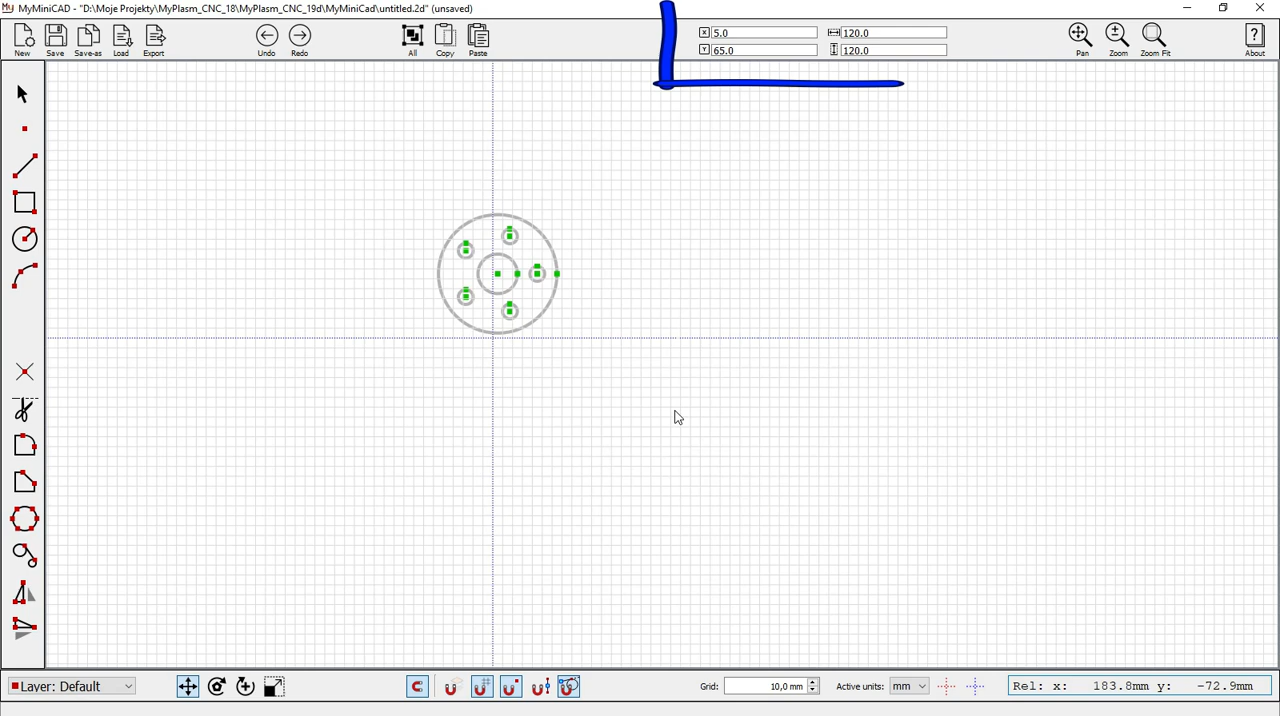 My MyMiniCAD - "D:\Moje Projekty\MyPlasm_CNC_18\MyPlasm_CNC_19d\MyMiniCad\untitled.2d" (unsaved)
New Save Save-as Load Export Undo Redo All Copy Paste X 5.0 120.0 Pan Zoom Zoom Fit ? About
Y 65.0 120.0
Layer: Default Grid: 10,0 mm Active units: mm Rel: x: 183.8mm y: -72.9mm